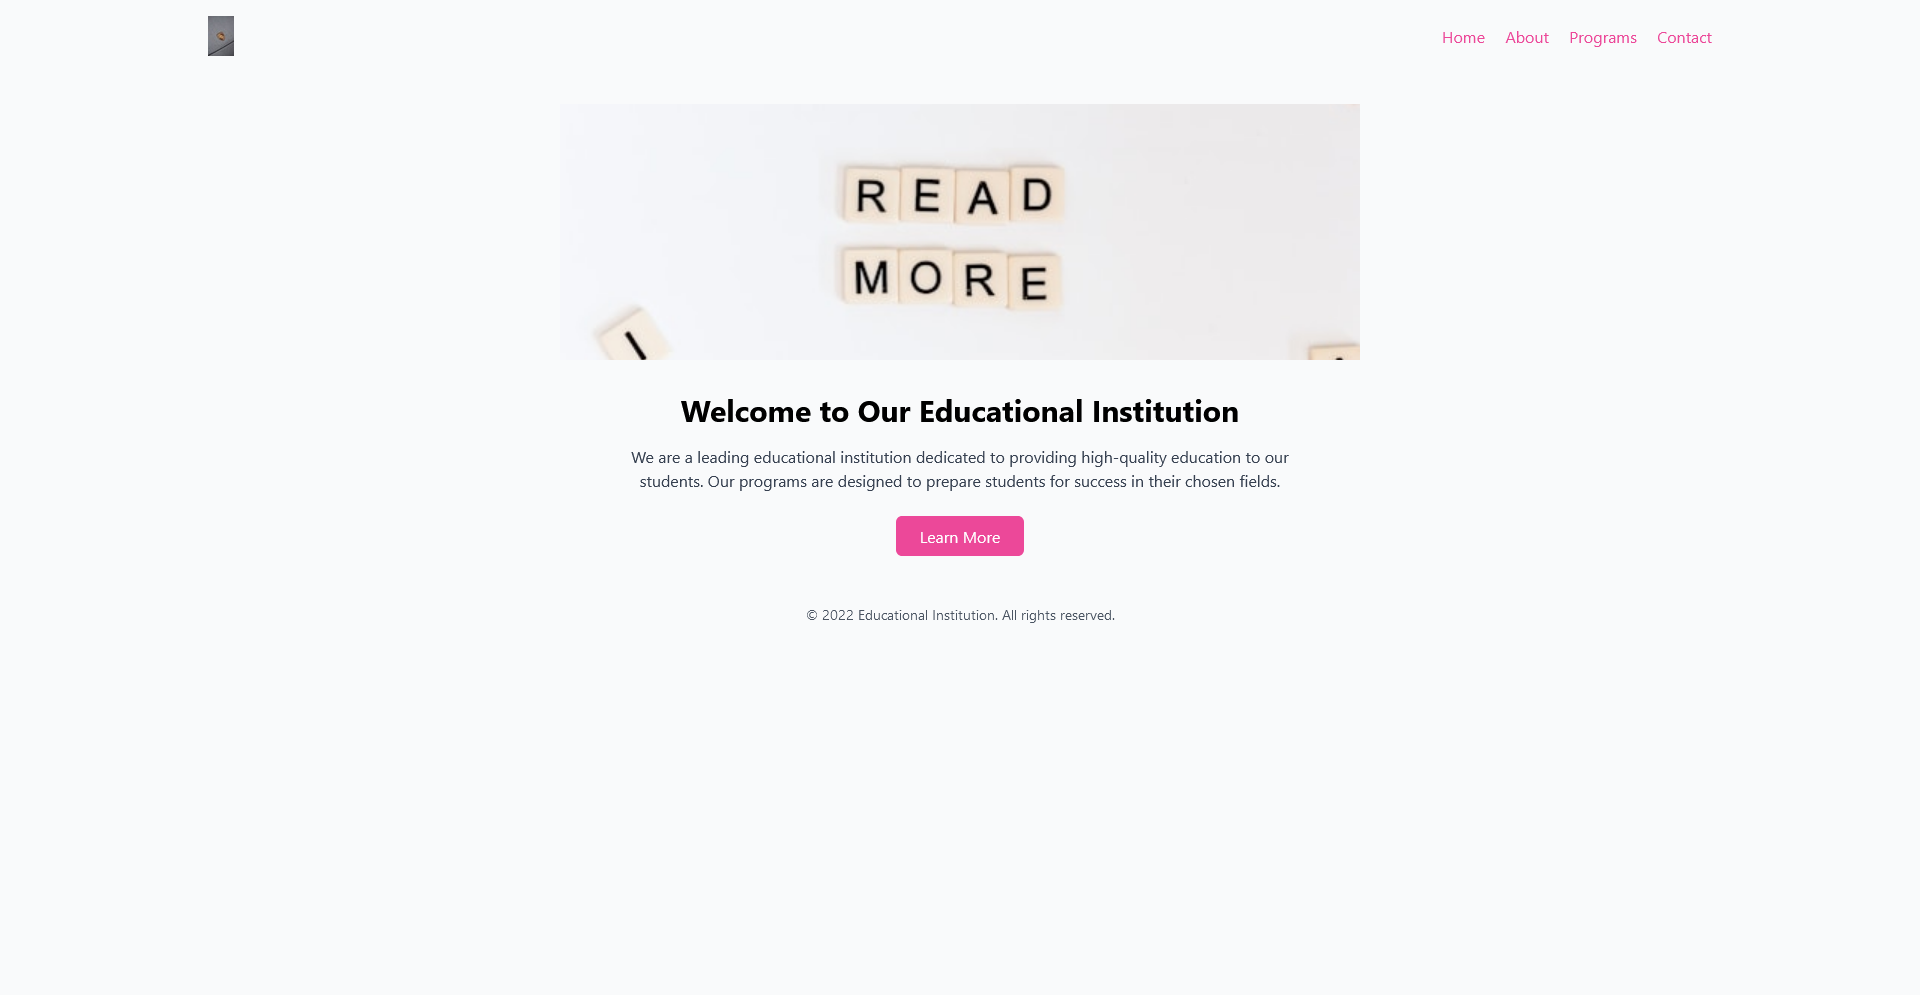 Home About Programs Contact
READ
MORE
I
Welcome to Our Educational Institution
We are a leading educational institution dedicated to providing high-quality education to our
students. Our programs are designed to prepare students for success in their chosen fields.
Learn More
© 2022 Educational Institution. All rights reserved.